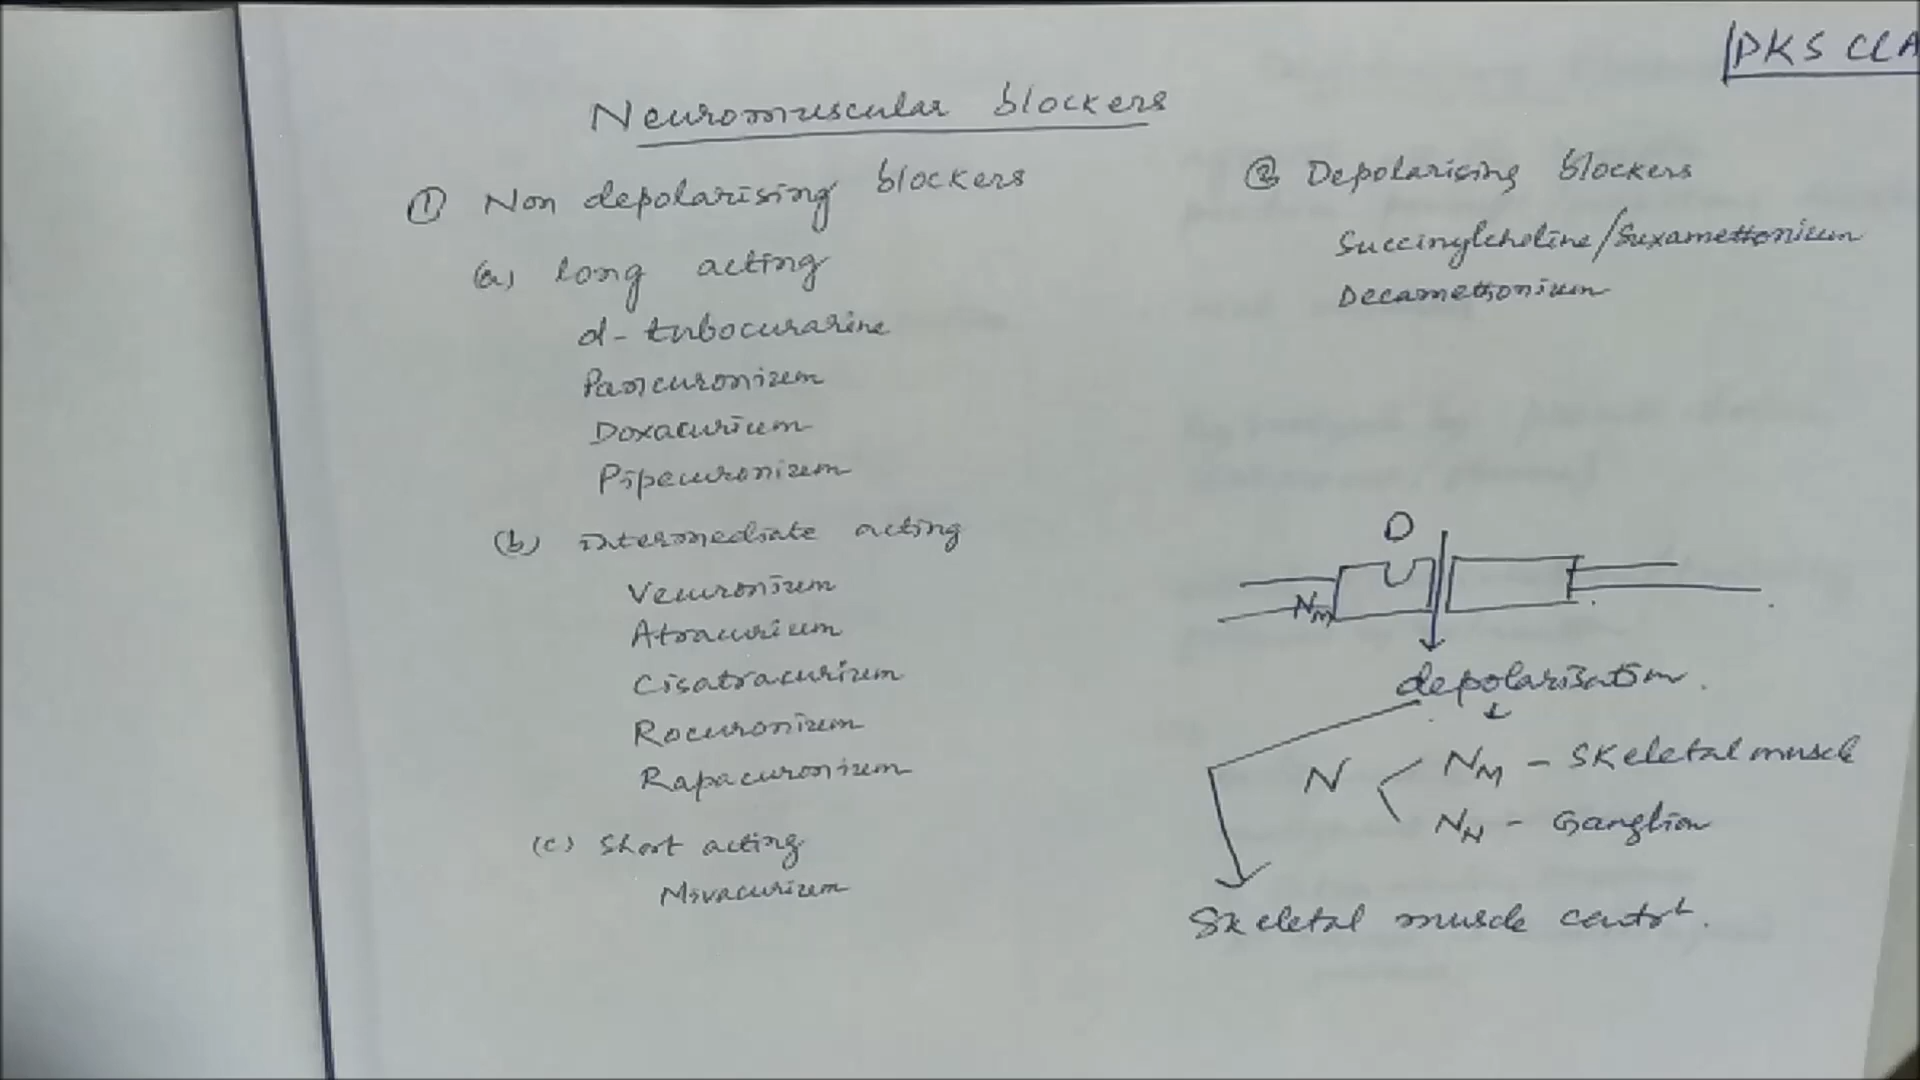 PKS CLA
Neuromuscular blockers
① Non depolarising blockers
(a) long acting
d-tubocurarine
Pancuronium
Doxacurium
Pipecuronium
(b) intermediate acting
Vecuronium
Atracurium
Cisatracurium
Rocuronium
Rapacuronium
(c) Short acting
Mivacurium
② Depolarising blockers
Succinylcholine/Suxamethonium
Decamethonium
NM
depolarisation.
N NM - Skeletal muscle
NN - Ganglion
Skeletal muscle contrⁿ.